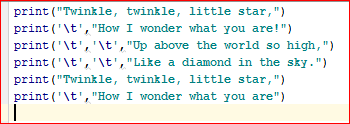 print("Twinkle, twinkle, little star,")
print('\t',"How I wonder what you are!")
print('\t','\t',"Up above the world so high,")
print('\t','\t',"Like a diamond in the sky.")
print("Twinkle, twinkle, little star,")
print('\t',"How I wonder what you are")